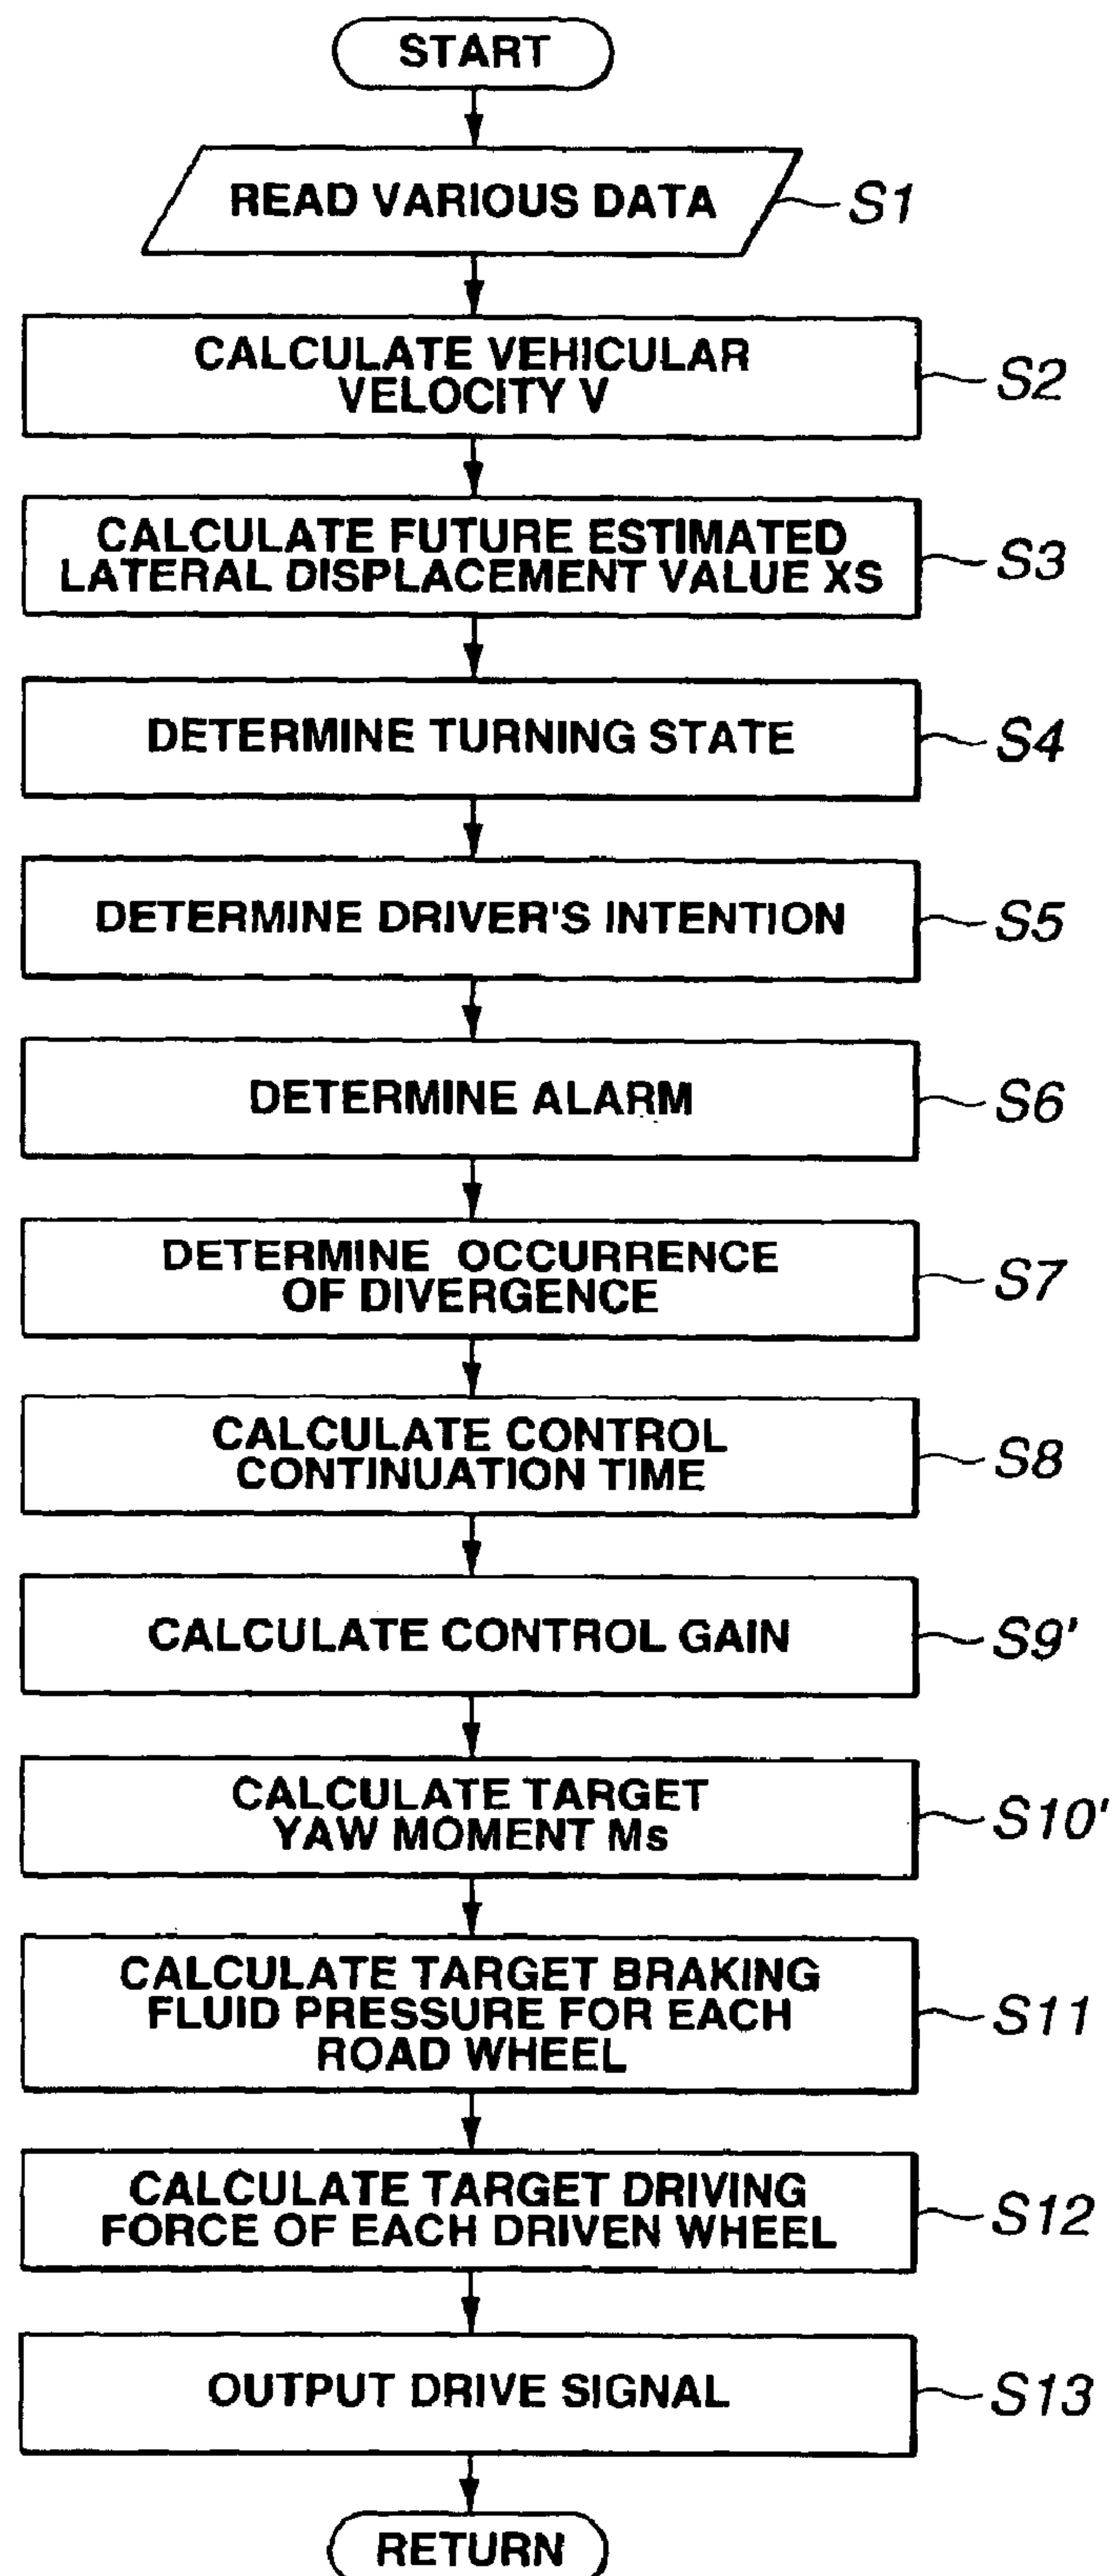 START
READ VARIOUS DATA
S1
CALCULATE VEHICULAR
VELOCITY V
S2
CALCULATE FUTURE ESTIMATED
LATERAL DISPLACEMENT VALUE XS
S3
DETERMINE TURNING STATE
S4
DETERMINE DRIVER'S INTENTION
S5
DETERMINE ALARM
S6
DETERMINE OCCURRENCE
OF DIVERGENCE
S7
CALCULATE CONTROL
CONTINUATION TIME
S8
CALCULATE CONTROL GAIN
S9'
CALCULATE TARGET
YAW MOMENT Ms
S10'
CALCULATE TARGET BRAKING
FLUID PRESSURE FOR EACH
ROAD WHEEL
S11
CALCULATE TARGET DRIVING
FORCE OF EACH DRIVEN WHEEL
S12
OUTPUT DRIVE SIGNAL
S13
RETURN